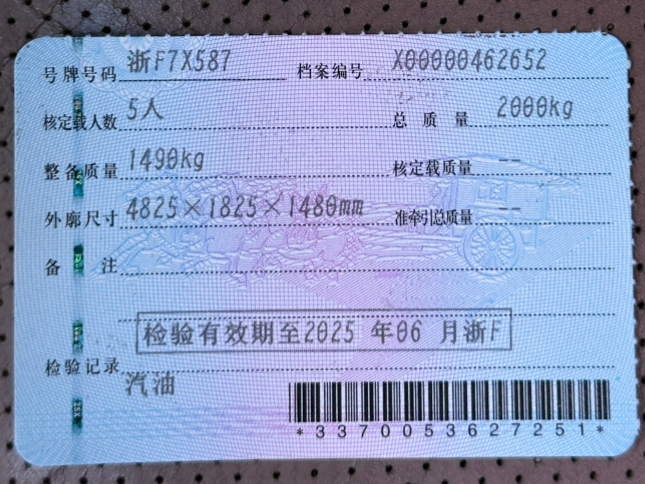 号牌号码 浙F7X587 档案编号 X00000462652
核定载人数 5人 总质量 2000kg
整备质量 1490kg 核定载质量 --
外廓尺寸 4825×1825×1480mm 准牵引总质量 --
备注
检验有效期至2025 年06 月浙F
检验记录
汽油
*3370053627251*